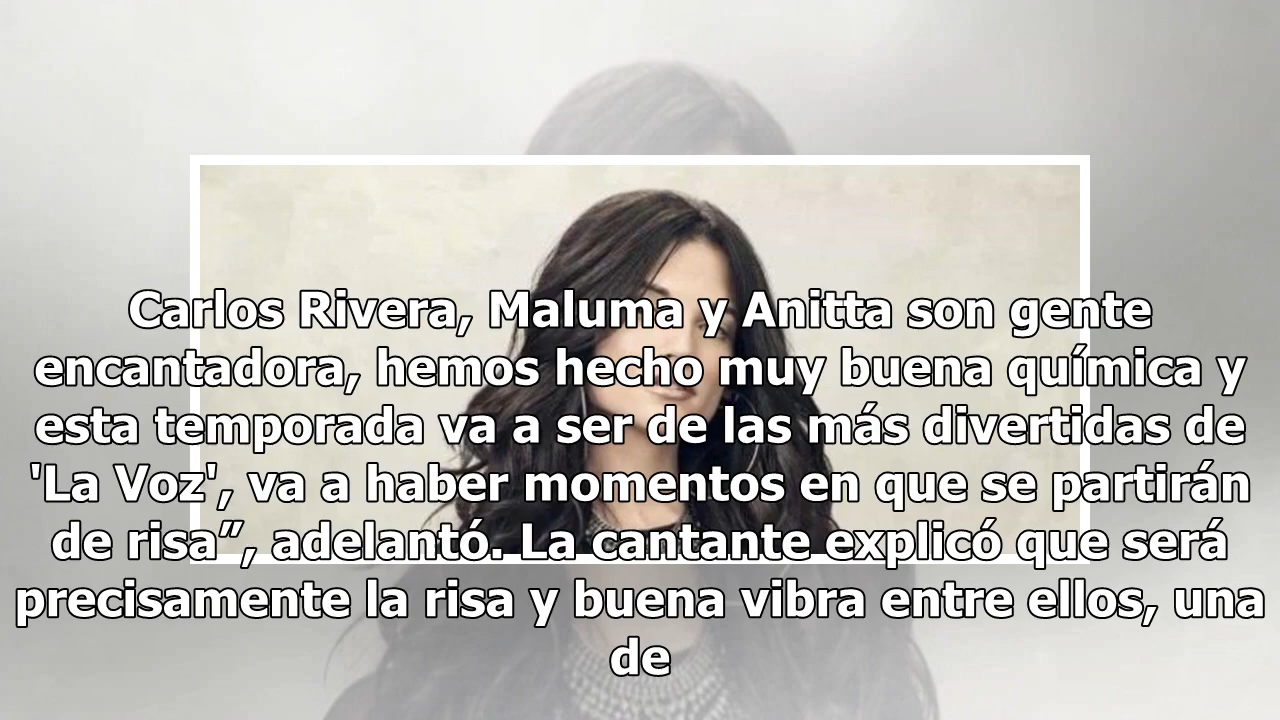 Carlos Rivera, Maluma y Anitta son gente
encantadora, hemos hecho muy buena química y
esta temporada va a ser de las más divertidas de
'La Voz', va a haber momentos en que se partirán
de risa”, adelantó. La cantante explicó que será
precisamente la risa y buena vibra entre ellos, una
de